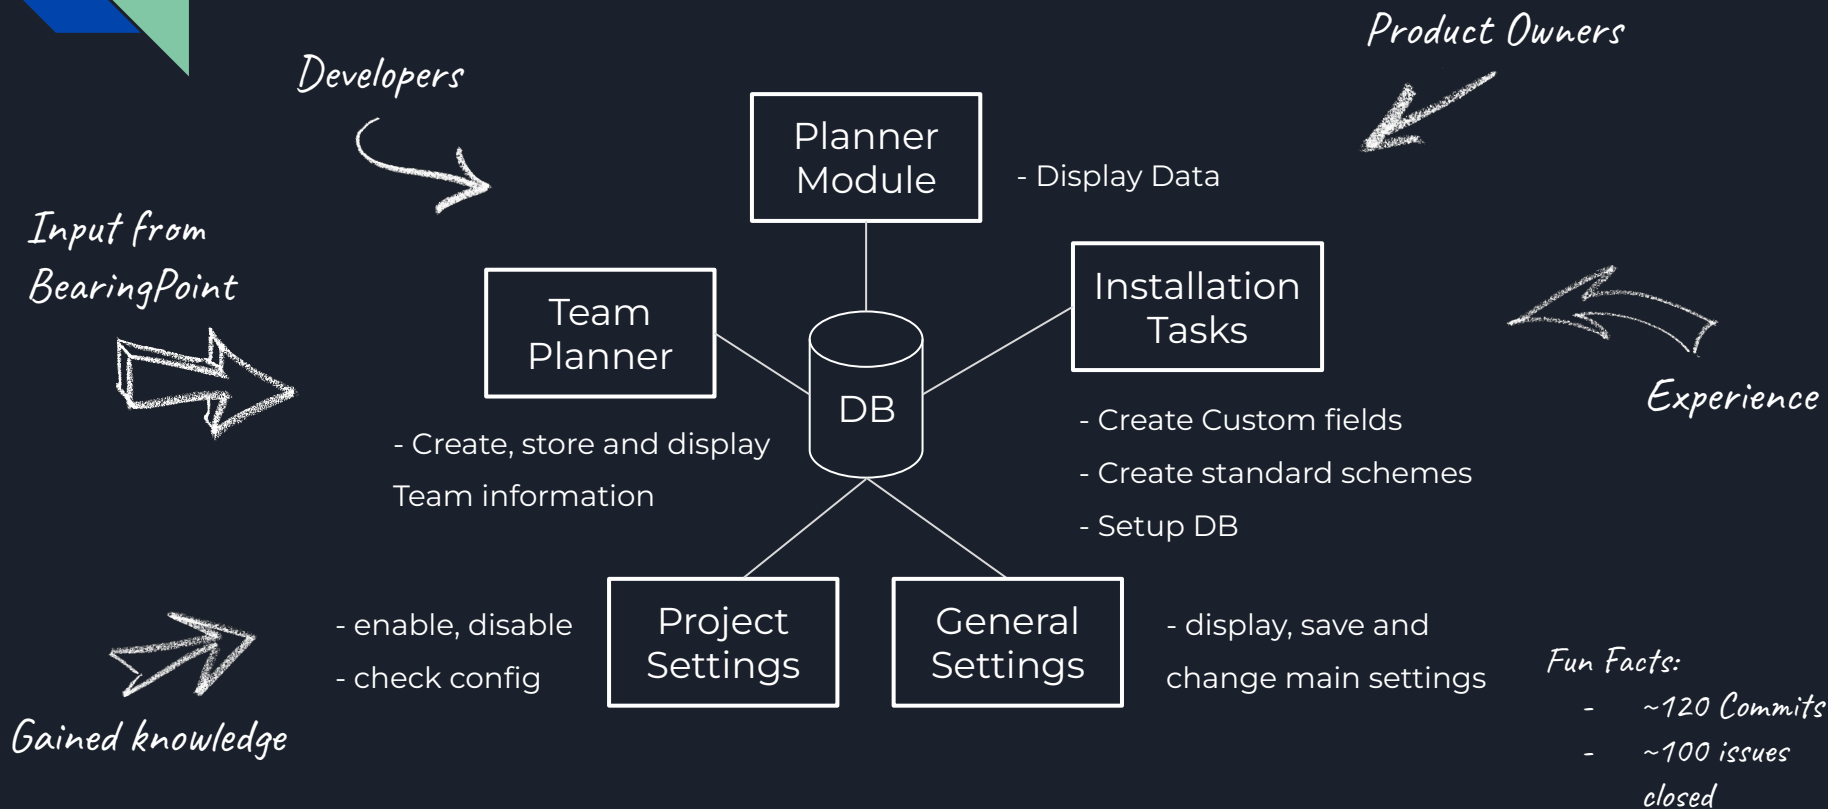 Product Owners
Developers
Planner
Module
- Display Data
Input from
BearingPoint
Team
Planner
Installation
Tasks
DB
Experience
- Create, store and display
Team information
- Create Custom fields
- Create standard schemes
- Setup DB
- enable, disable
- check config
Project
Settings
General
Settings
- display, save and
change main settings
Gained knowledge
Fun Facts:
- ~120 Commits
- ~100 issues
closed